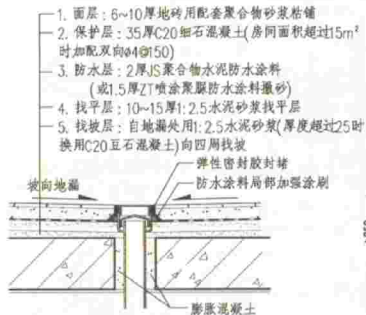 1. 面层：6~10厚地砖用配套聚合物砂浆粘铺
2. 保护层：35厚C20细石混凝土(房间面积超过15m²
时加配双向ø4@150)
3. 防水层：2厚JS聚合物水泥防水涂料
(或1.5厚ZT喷涂聚脲防水涂料撒砂)
4. 找平层：10~15厚1:2.5水泥砂浆找平层
5. 找坡层：自地漏处用1:2.5水泥砂浆(厚度超过25时
换用C20豆石混凝土)向四周找坡
弹性密封胶封堵
坡向地漏
防水涂料局部加强涂刷
膨胀混凝土